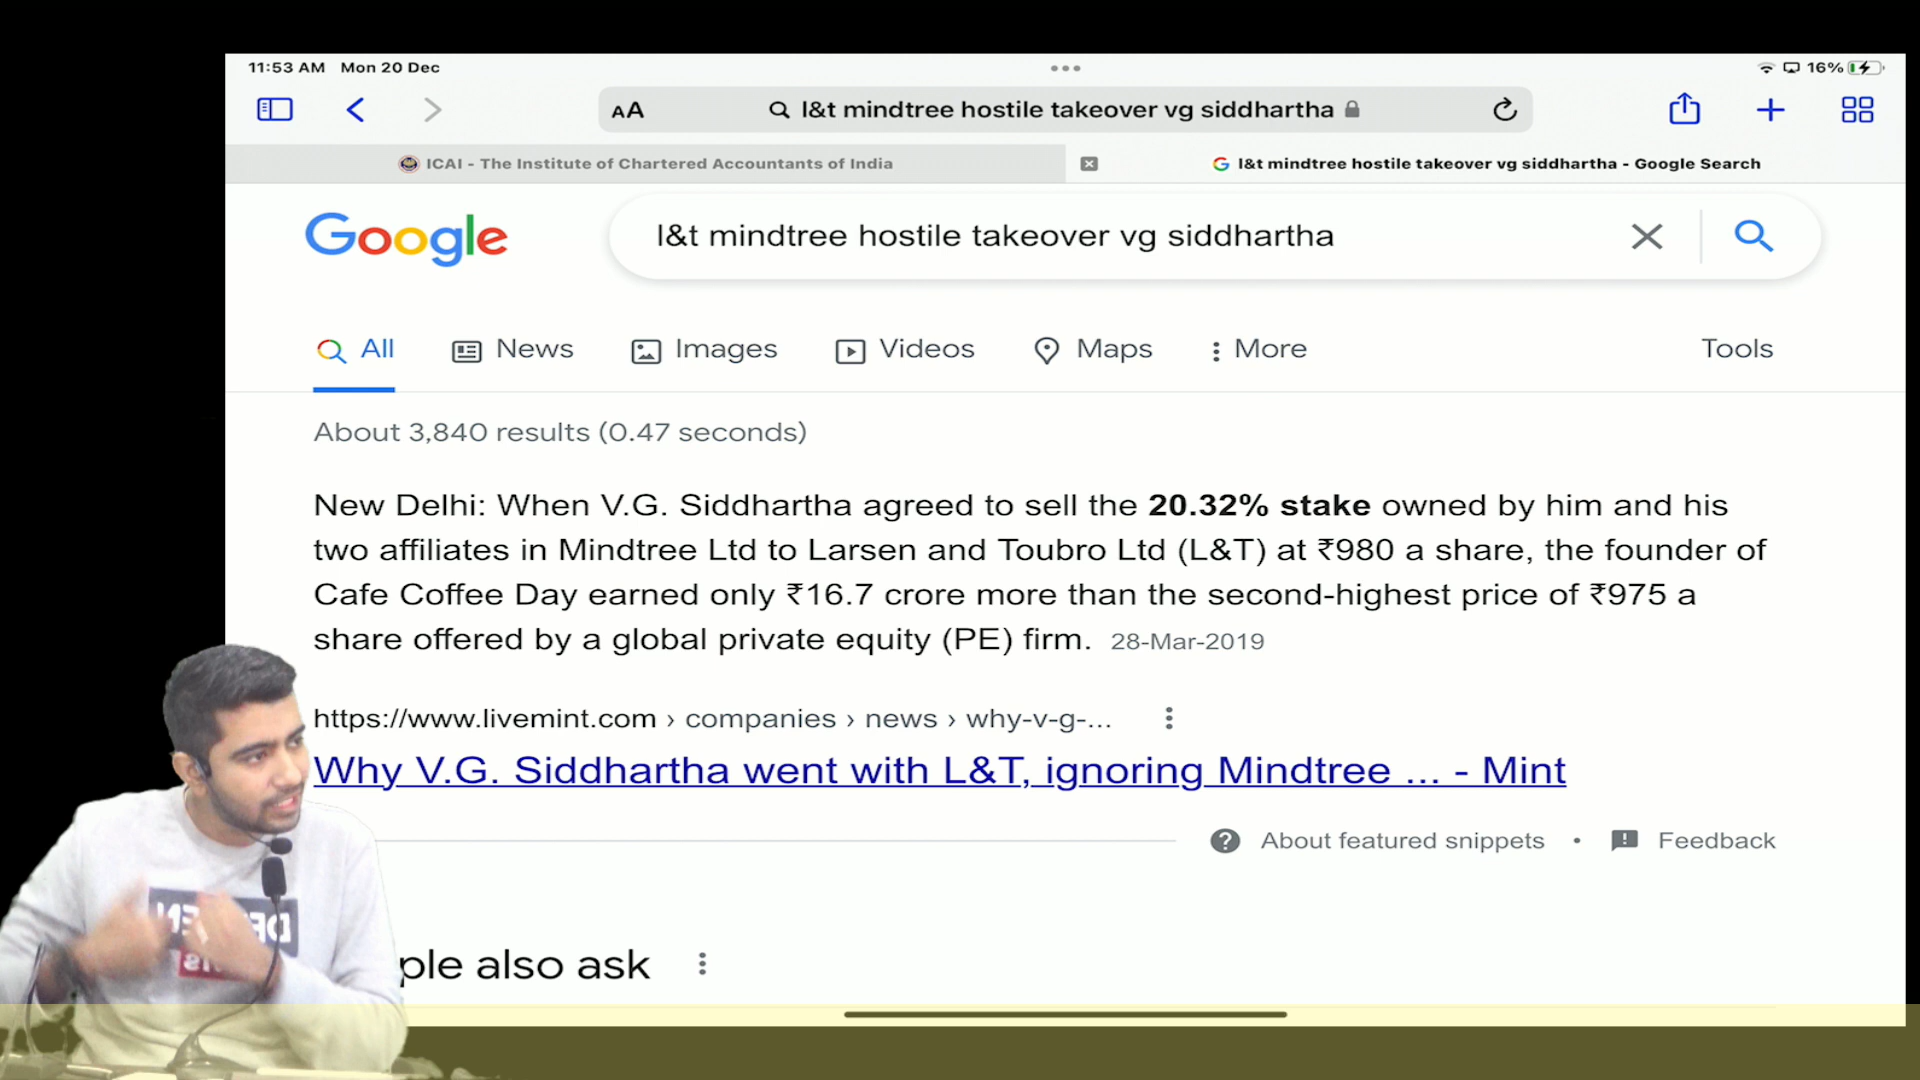 11:53 AM Mon 20 Dec
16%
AA l&t mindtree hostile takeover vg siddhartha
ICAI - The Institute of Chartered Accountants of India
l&t mindtree hostile takeover vg siddhartha - Google Search
Google
l&t mindtree hostile takeover vg siddhartha
All News Images Videos Maps More Tools
About 3,840 results (0.47 seconds)
New Delhi: When V.G. Siddhartha agreed to sell the 20.32% stake owned by him and his
two affiliates in Mindtree Ltd to Larsen and Toubro Ltd (L&T) at ₹980 a share, the founder of
Cafe Coffee Day earned only ₹16.7 crore more than the second-highest price of ₹975 a
share offered by a global private equity (PE) firm. 28-Mar-2019
https://www.livemint.com › companies › news › why-v-g-...
Why V.G. Siddhartha went with L&T, ignoring Mindtree ... - Mint
About featured snippets • Feedback
ple also ask